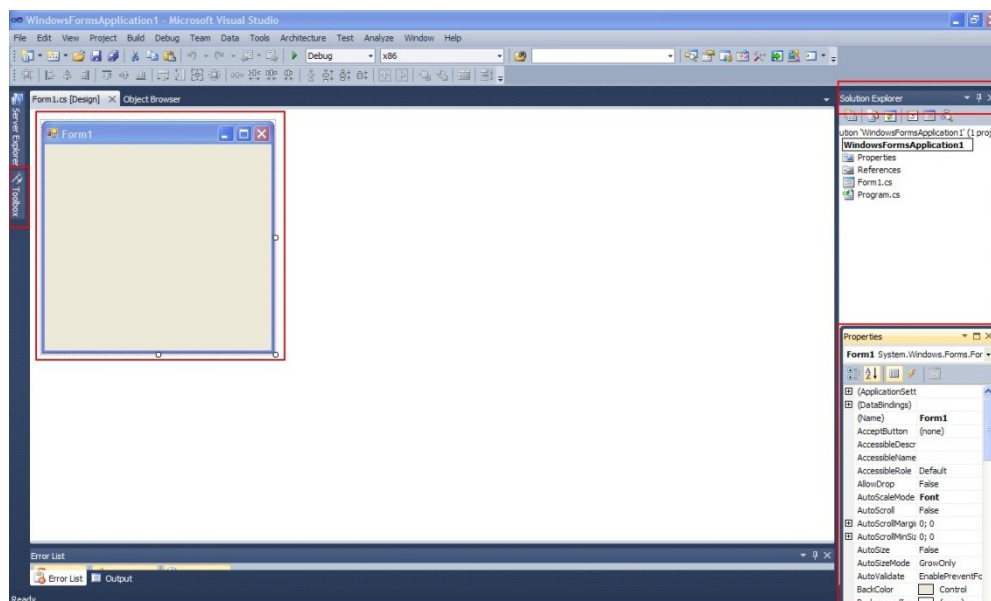 WindowsFormsApplication1 - Microsoft Visual Studio
File Edit View Project Build Debug Team Data Tools Architecture Test Analyze Window Help
Debug x86
Server Explorer
Toolbox
Form1.cs [Design] Object Browser
Form1
Solution Explorer
ution 'WindowsFormsApplication1' (1 proj
WindowsFormsApplication1
Properties
References
Form1.cs
Program.cs
Properties
Form1 System.Windows.Forms.For
(ApplicationSett
(DataBindings)
(Name) Form1
AcceptButton (none)
AccessibleDescr
AccessibleName
AccessibleRole Default
AllowDrop False
AutoScaleMode Font
AutoScroll False
AutoScrollMargi 0; 0
AutoScrollMinSi 0; 0
AutoSize False
AutoSizeMode GrowOnly
AutoValidate EnablePreventFo
BackColor Control
Error List
Error List Output
Ready